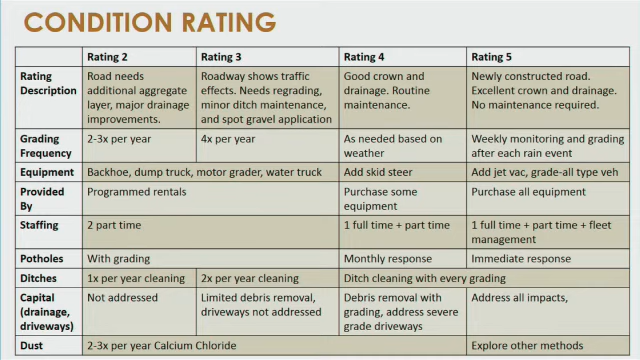 CONDITION RATING
Rating 2 Rating 3 Rating 4 Rating 5
Rating Description
Road needs additional aggregate layer, major drainage improvements.
Roadway shows traffic effects. Needs regrading, minor ditch maintenance, and spot gravel application
Good crown and drainage. Routine maintenance.
Newly constructed road. Excellent crown and drainage. No maintenance required.
Grading Frequency
2-3x per year
4x per year
As needed based on weather
Weekly monitoring and grading after each rain event
Equipment
Backhoe, dump truck, motor grader, water truck
Add skid steer
Add jet vac, grade-all type veh
Provided By
Programmed rentals
Purchase some equipment
Purchase all equipment
Staffing
2 part time
1 full time + part time
1 full time + part time + fleet management
Potholes
With grading
Monthly response
Immediate response
Ditches
1x per year cleaning
2x per year cleaning
Ditch cleaning with every grading
Capital (drainage, driveways)
Not addressed
Limited debris removal, driveways not addressed
Debris removal with grading, address severe grade driveways
Address all impacts,
Dust
2-3x per year Calcium Chloride
Explore other methods